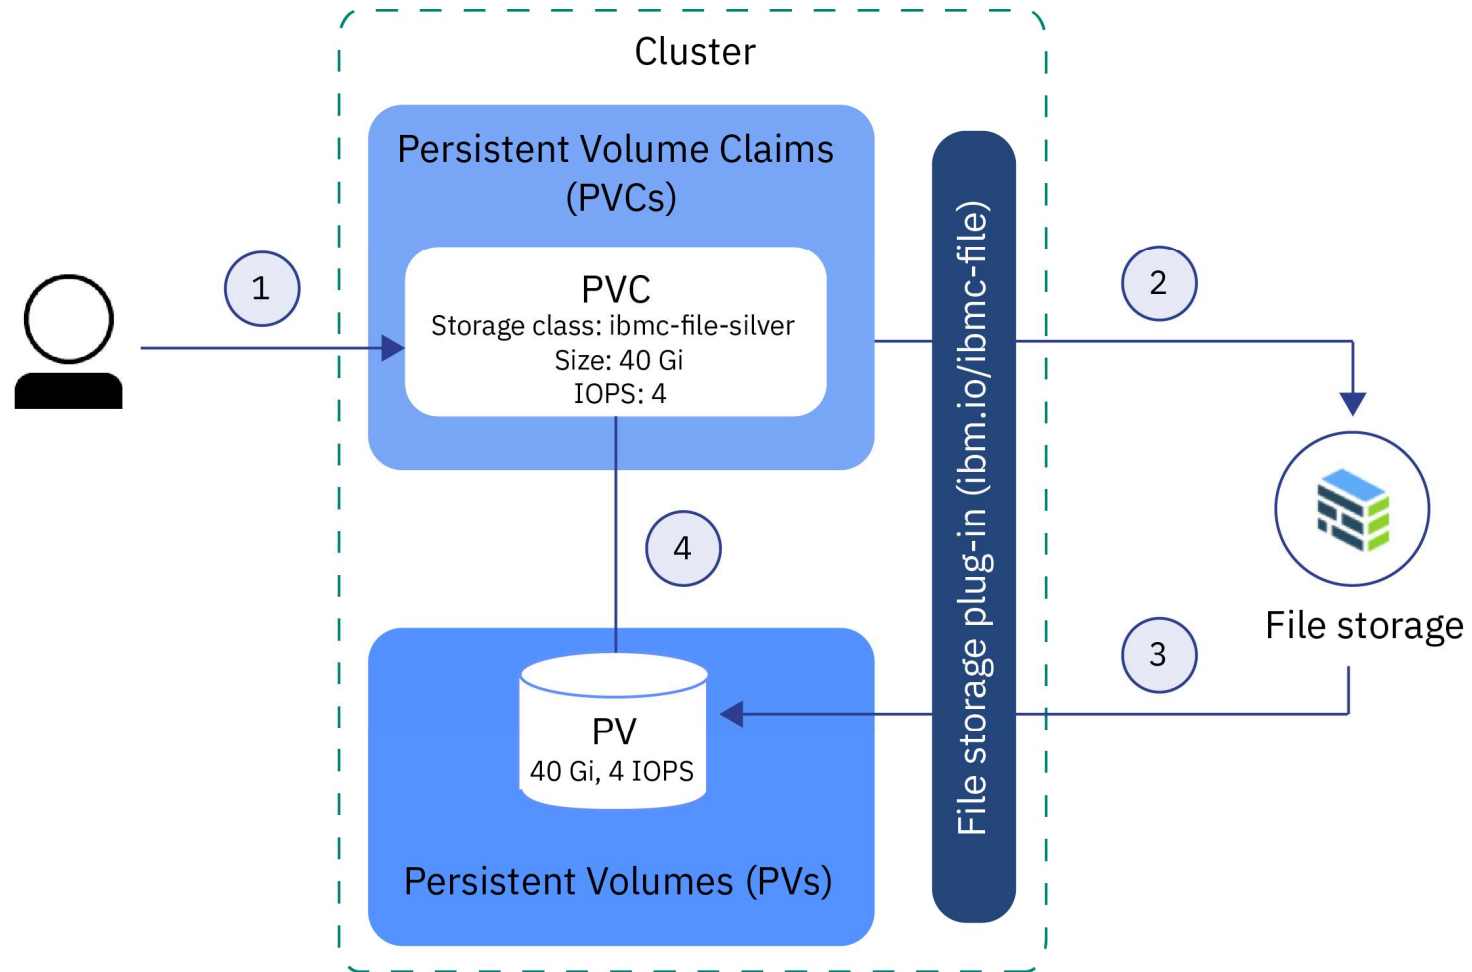 Cluster
Persistent Volume Claims
(PVCs)
PVC
Storage class: ibmc-file-silver
Size: 40 Gi
IOPS: 4
1
2
File storage plug-in (ibm.io/ibmc-file)
4
File storage
3
PV
40 Gi, 4 IOPS
Persistent Volumes (PVs)